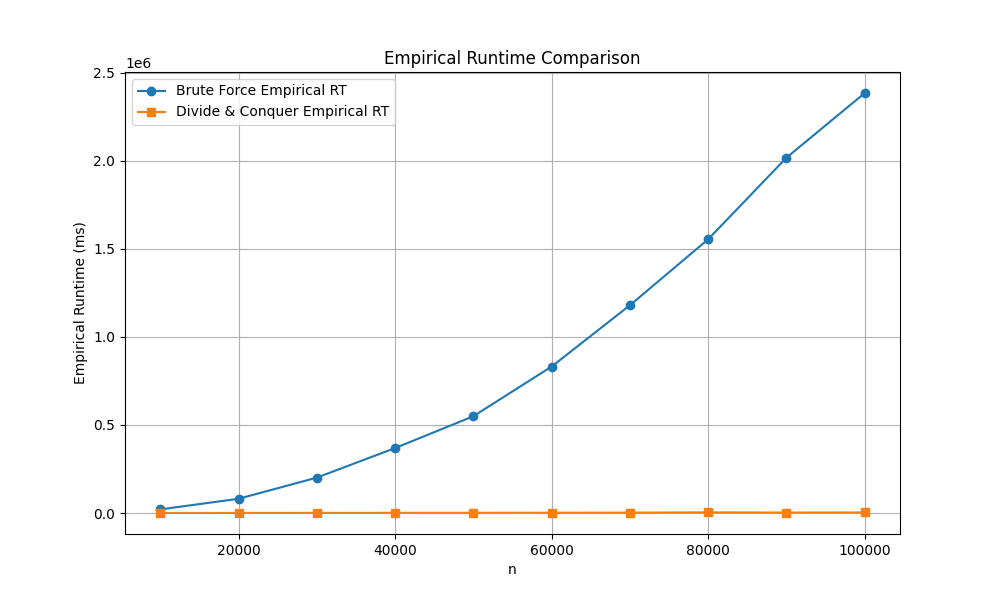 Empirical Runtime Comparison
1e6
2.5
2.0
1.5
1.0
0.5
0.0
Empirical Runtime (ms)
Brute Force Empirical RT
Divide & Conquer Empirical RT
20000 40000 60000 80000 100000
n